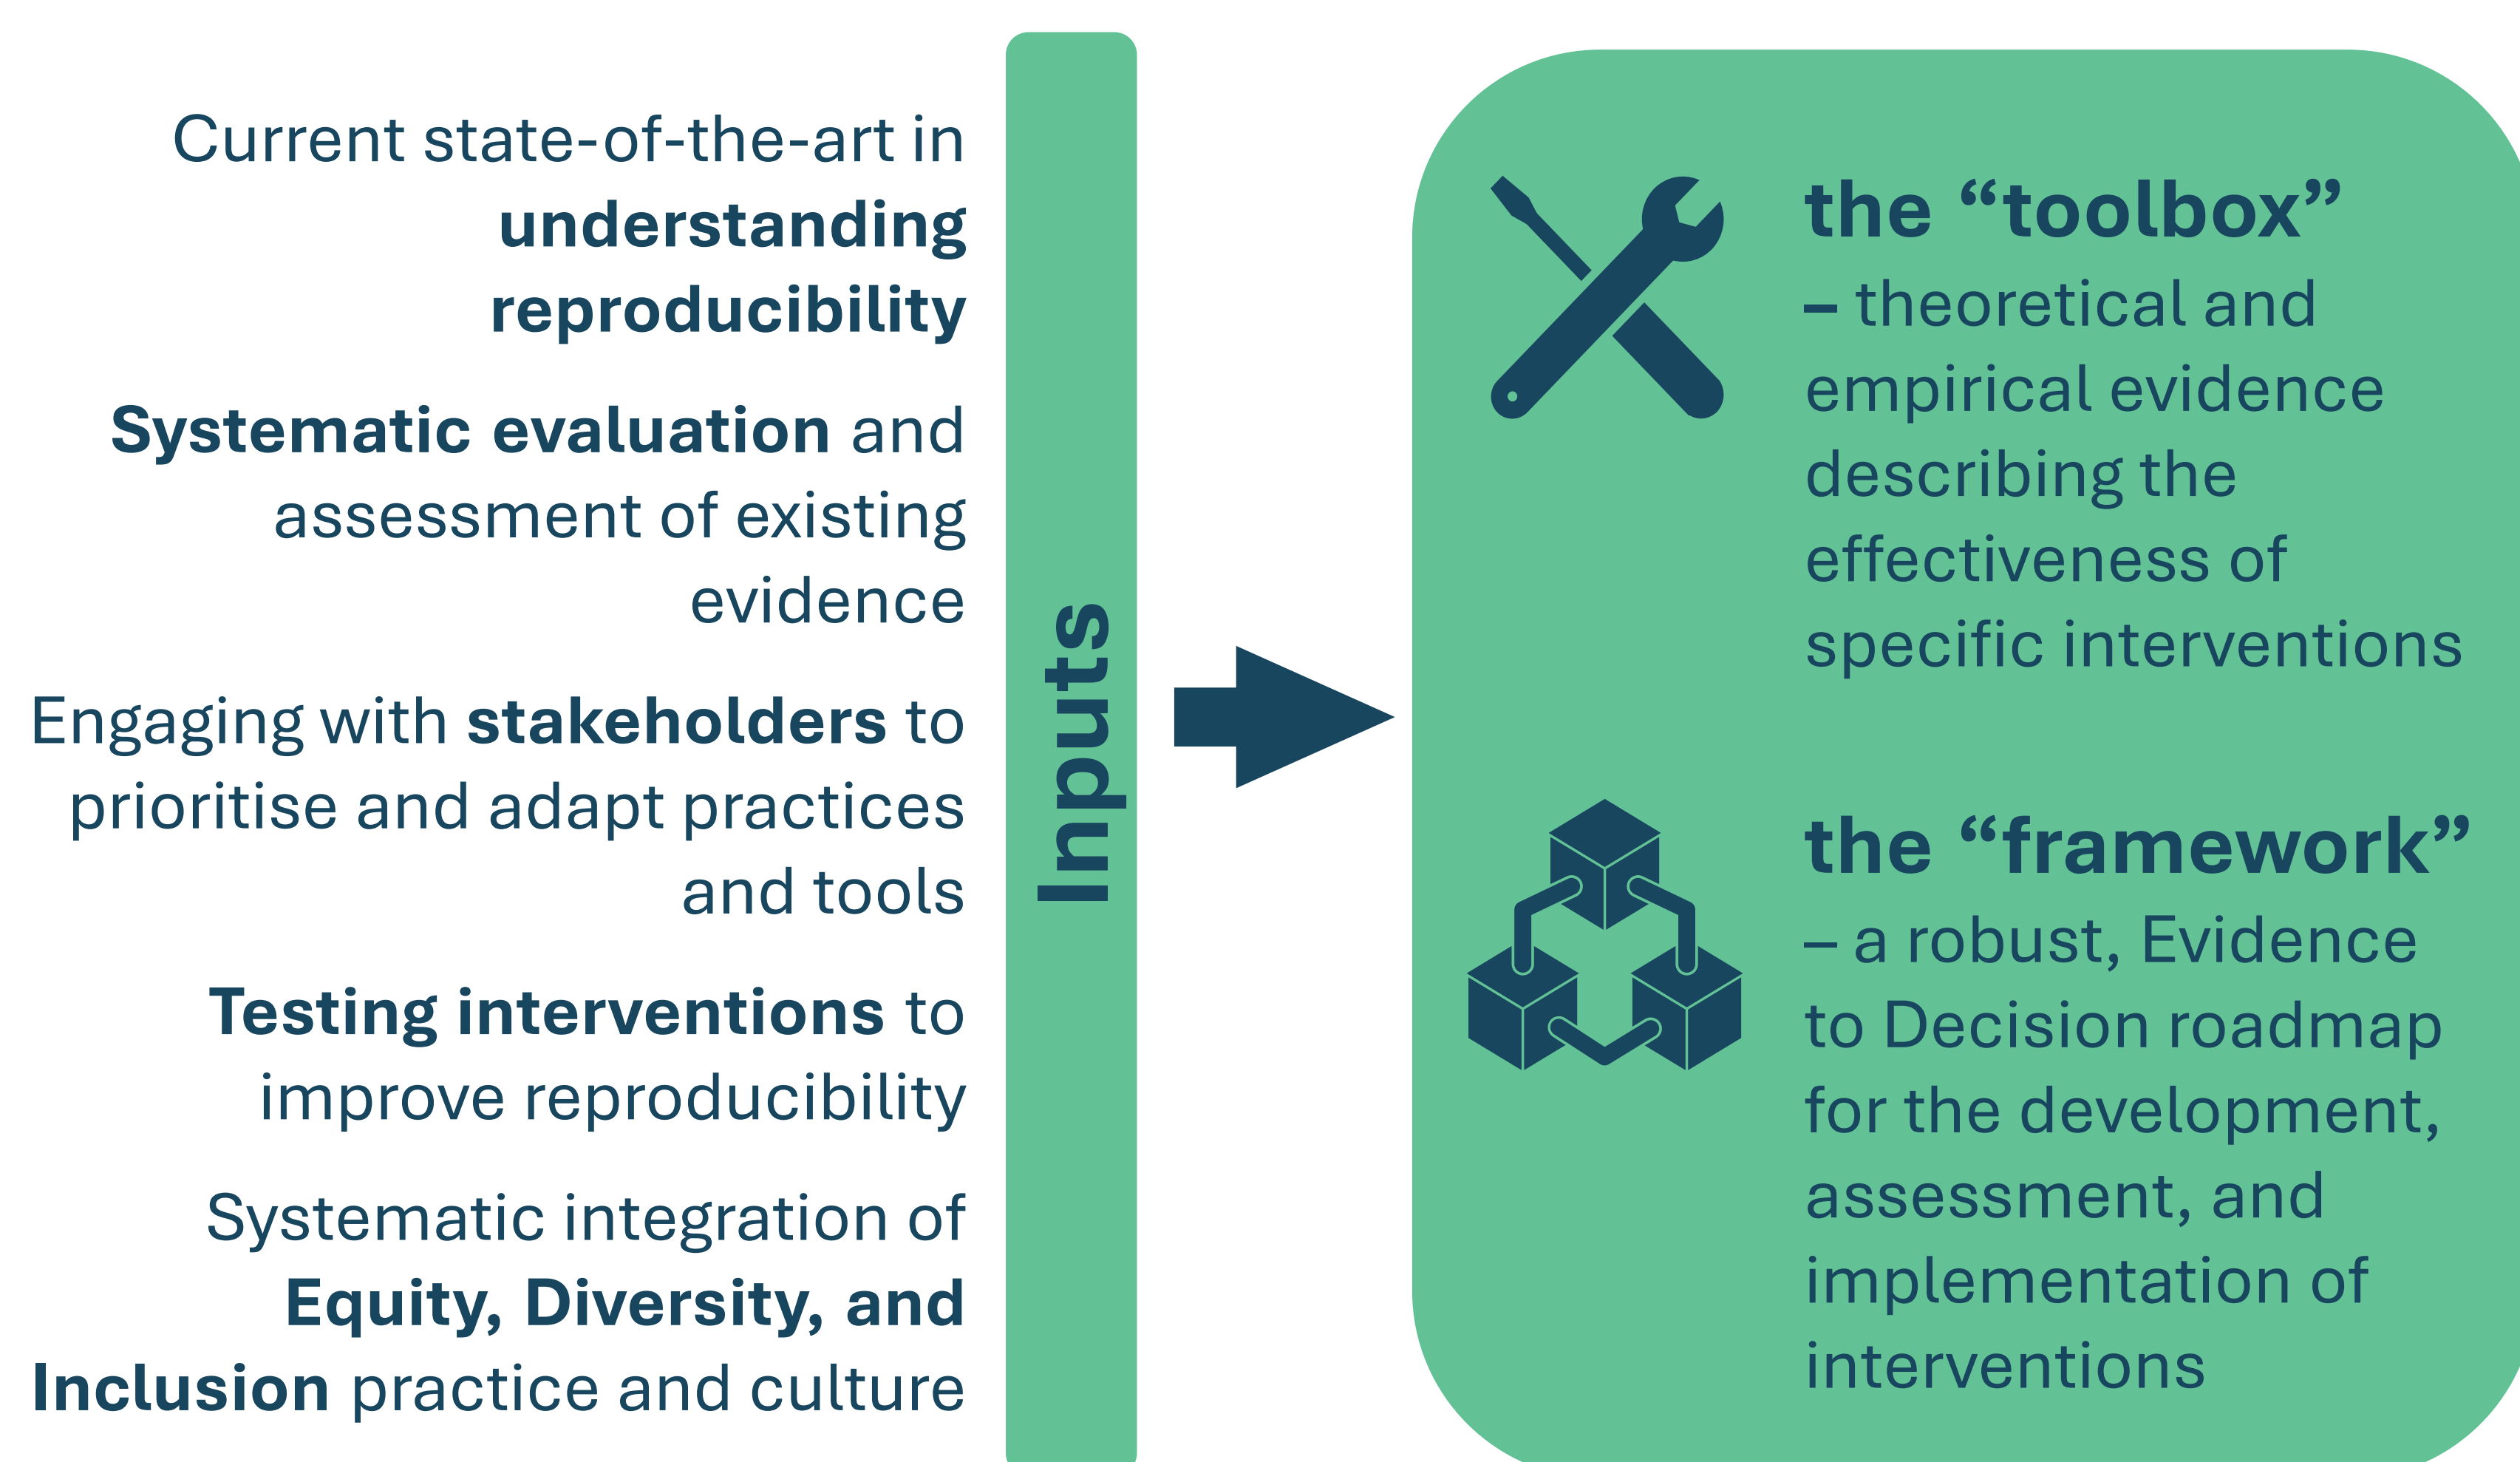 Current state-of-the-art in
understanding
reproducibility
Systematic evaluation and
assessment of existing
evidence
Engaging with stakeholders to
prioritise and adapt practices
and tools
Testing interventions to
improve reproducibility
Systematic integration of
Equity, Diversity, and
Inclusion practice and culture
Inputs
the “toolbox”
– theoretical and
empirical evidence
describing the
effectiveness of
specific interventions
the “framework”
– a robust, Evidence
to Decision roadmap
for the development,
assessment, and
implementation of
interventions